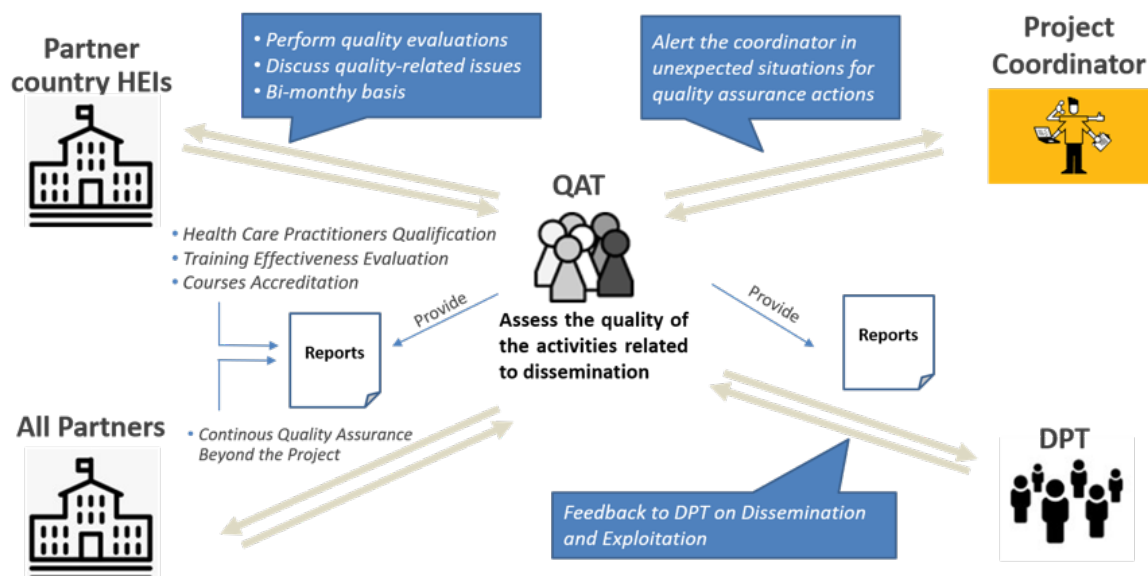 Partner
country HEIs
• Perform quality evaluations
• Discuss quality-related issues
• Bi-monthy basis
Alert the coordinator in
unexpected situations for
quality assurance actions
Project
Coordinator
QAT
• Health Care Practitioners Qualification
• Training Effectiveness Evaluation
• Courses Accreditation
Provide
Provide
Assess the quality of
the activities related
to dissemination
Reports
Reports
All Partners
• Continous Quality Assurance
Beyond the Project
DPT
Feedback to DPT on Dissemination
and Exploitation